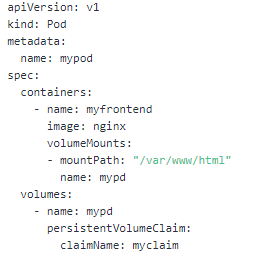 apiVersion: v1
kind: Pod
metadata:
  name: mypod
spec:
  containers:
    - name: myfrontend
      image: nginx
      volumeMounts:
      - mountPath: "/var/www/html"
        name: mypd
  volumes:
    - name: mypd
      persistentVolumeClaim:
        claimName: myclaim